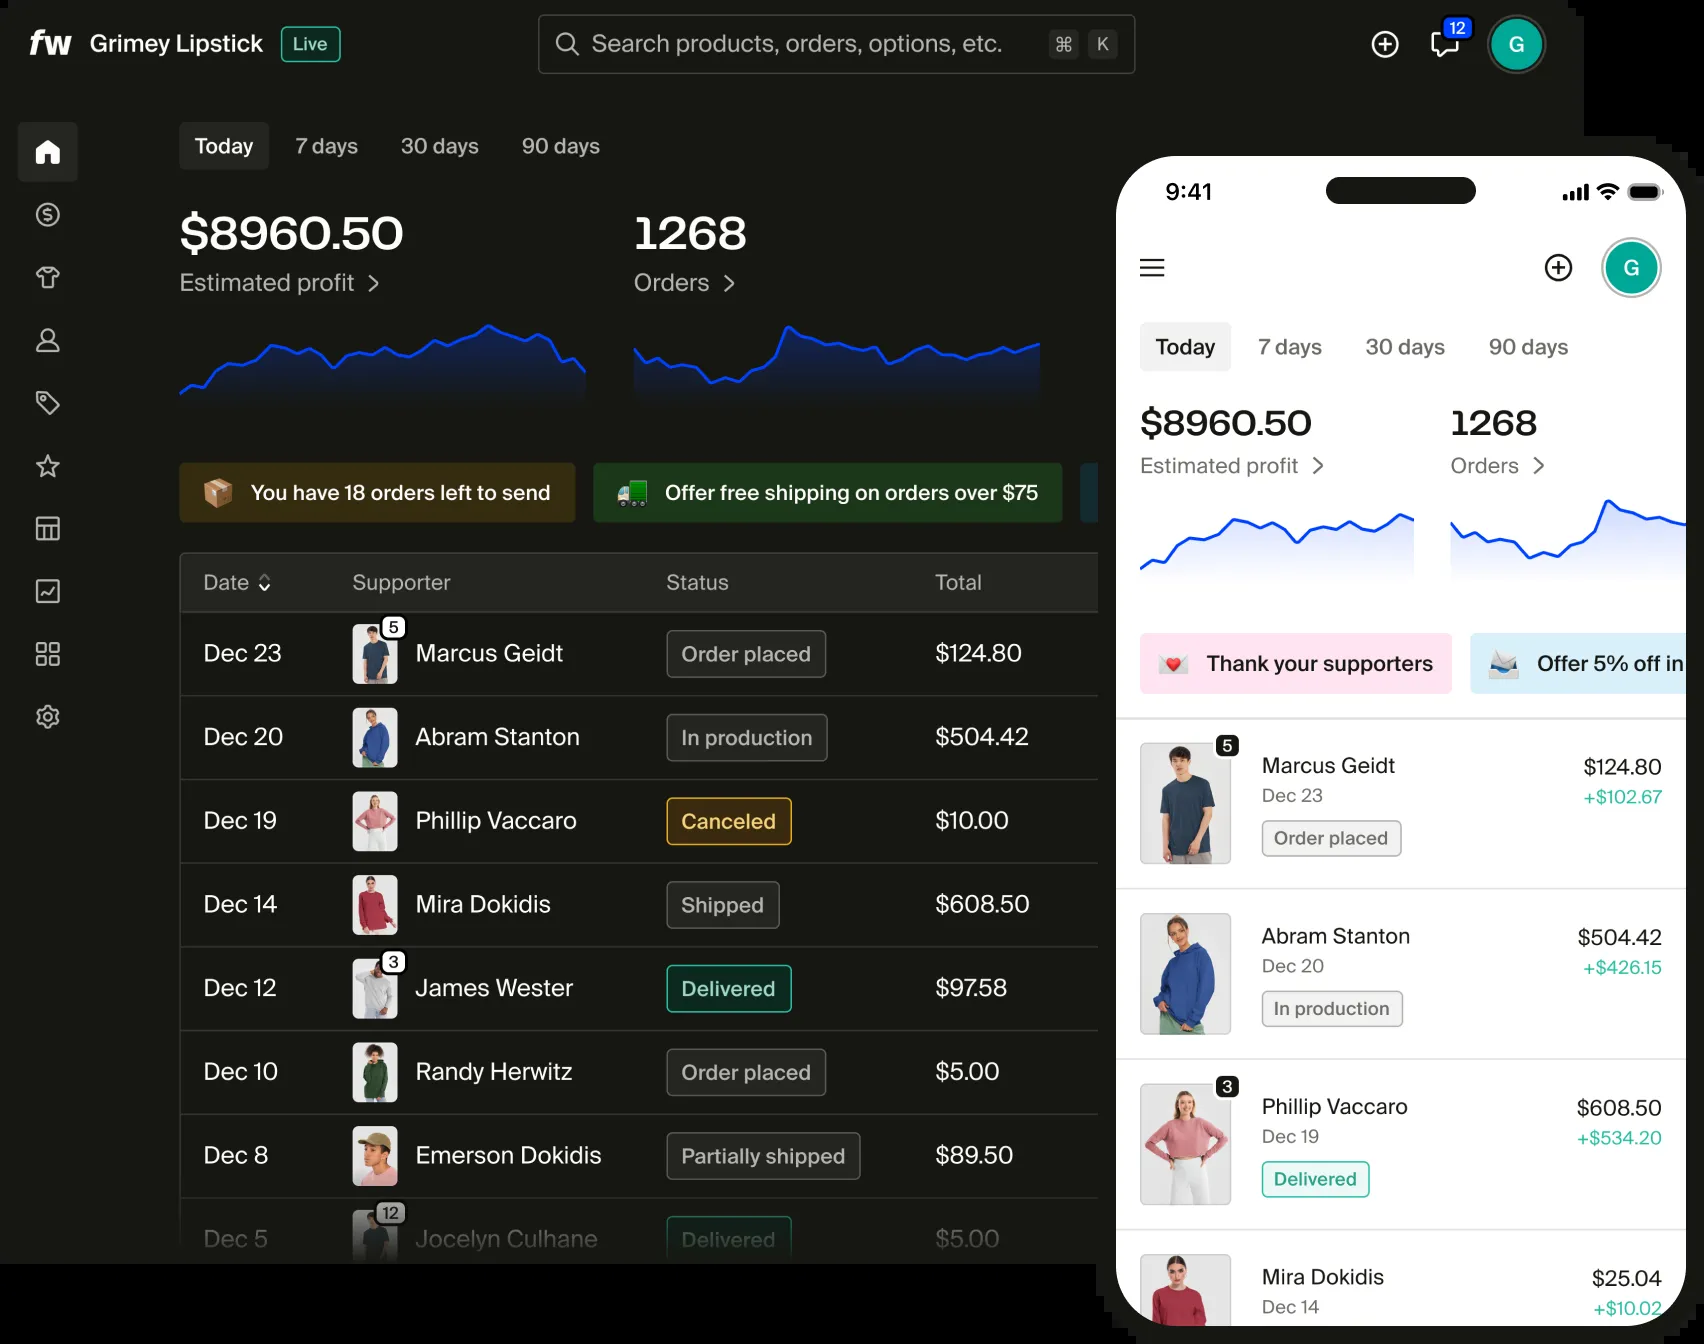 fw Grimey Lipstick Live
Search products, orders, options, etc. ⌘ K
12
G
Today 7 days 30 days 90 days
$8960.50 1268
Estimated profit Orders
You have 18 orders left to send Offer free shipping on orders over $75
Date Supporter Status Total
5
Dec 23 Marcus Geidt Order placed $124.80
Dec 20 Abram Stanton In production $504.42
Dec 19 Phillip Vaccaro Canceled $10.00
Dec 14 Mira Dokidis Shipped $608.50
3
Dec 12 James Wester Delivered $97.58
Dec 10 Randy Herwitz Order placed $5.00
Dec 8 Emerson Dokidis Partially shipped $89.50
12
Dec 5 Jocelyn Culhane Delivered $5.00
9:41
G
Today 7 days 30 days 90 days
$8960.50 1268
Estimated profit Orders
Thank your supporters Offer 5% off in
5
Marcus Geidt $124.80
Dec 23 +$102.67
Order placed
Abram Stanton $504.42
Dec 20 +$426.15
In production
3
Phillip Vaccaro $608.50
Dec 19 +$534.20
Delivered
Mira Dokidis $25.04
Dec 14 +$10.02